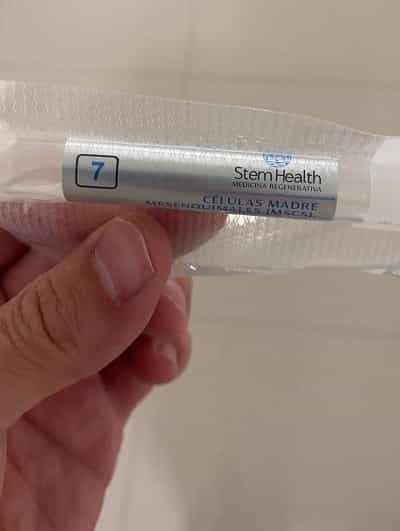 7
Stem Health
MEDICINA REGENERATIVA
CÉLULAS MADRE
MESENQUIMALES (MSCS).